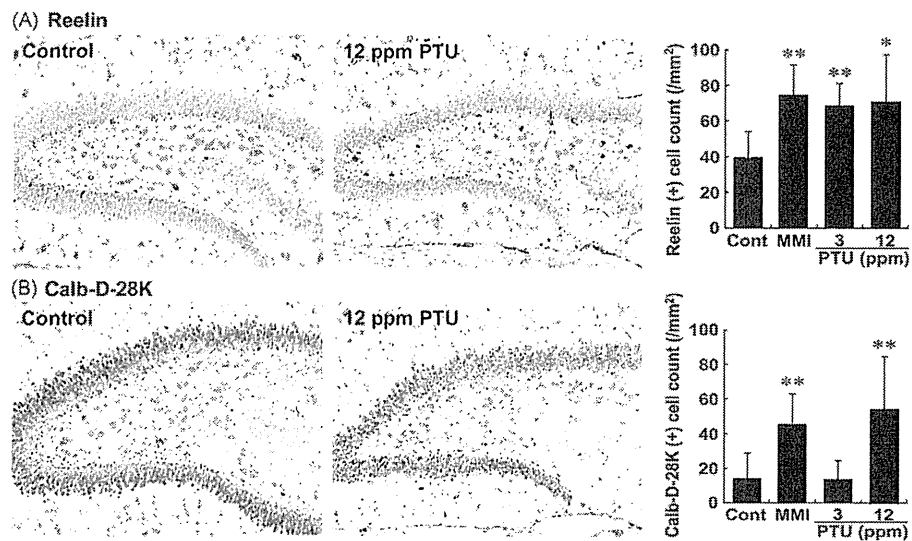 (A) Reelin
Control
12 ppm PTU
Reelin (+) cell count (/mm²)
100
80
60
40
20
0
**
**
*
Cont MMI 3 12
PTU (ppm)
(B) Calb-D-28K
Control
12 ppm PTU
Calb-D-28K (+) cell count (/mm²)
100
80
60
40
20
0
**
**
Cont MMI 3 12
PTU (ppm)